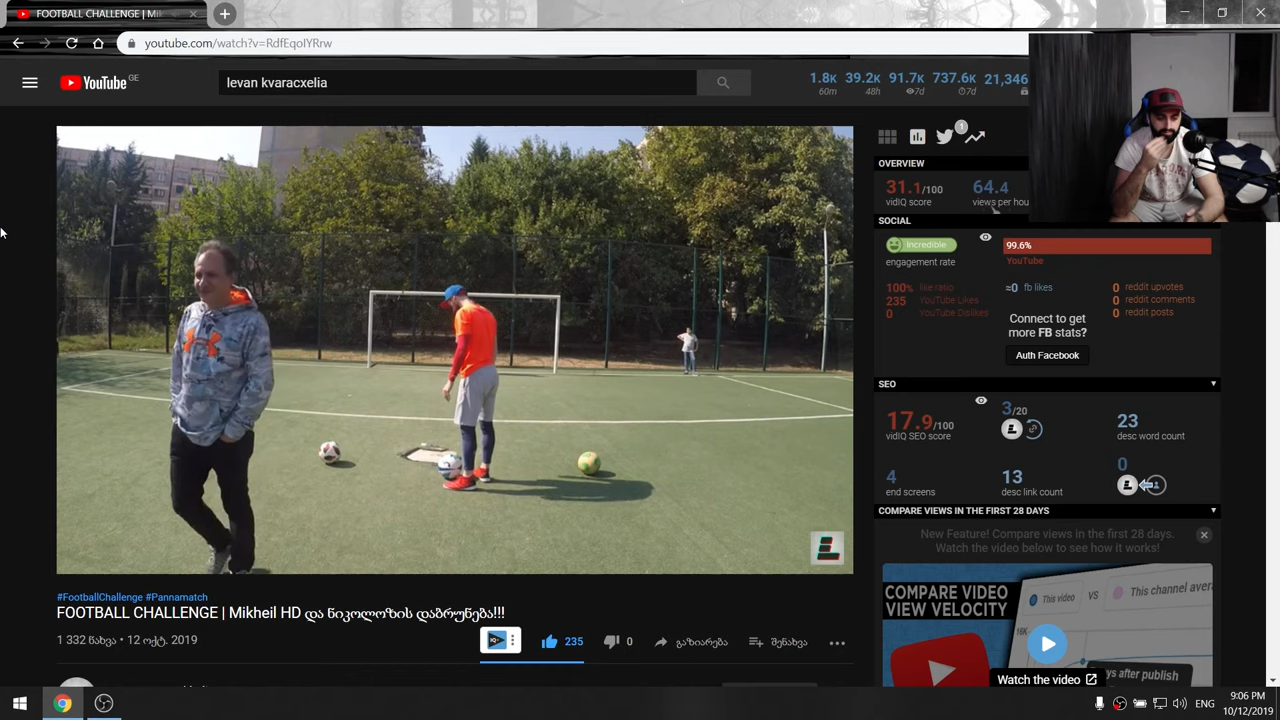 FOOTBALL CHALLENGE | Mi
youtube.com/watch?v=RdfEqoIYRrw
YouTube GE
levan kvaracxelia
1.8K 39.2K 91.7K 737.6K 21,346
60m 48h 7d 7d
1
OVERVIEW
31.1/100 64.4
vidIQ score views per hou
SOCIAL
Incredible 99.6%
engagement rate YouTube
100% like ratio ≈0 fb likes 0 reddit upvotes
235 YouTube Likes 0 reddit comments
0 YouTube Dislikes 0 reddit posts
Connect to get
more FB stats?
Auth Facebook
SEO
17.9/100 3/20 23
vidIQ SEO score desc word count
4 13 0
end screens desc link count
COMPARE VIEWS IN THE FIRST 28 DAYS
New Feature! Compare views in the first 28 days.
Watch the video below to see how it works!
COMPARE VIDEO
VIEW VELOCITY
This video VS This channel avera
16K
days after publish
Watch the video
#FootballChallenge #Pannamatch
FOOTBALL CHALLENGE | Mikheil HD და ნიკოლოზის დაბრუნება!!!
1 332 ნახვა • 12 ოქტ. 2019
IQ 235 0 გაზიარება შენახვა
ENG
9:06 PM
10/12/2019